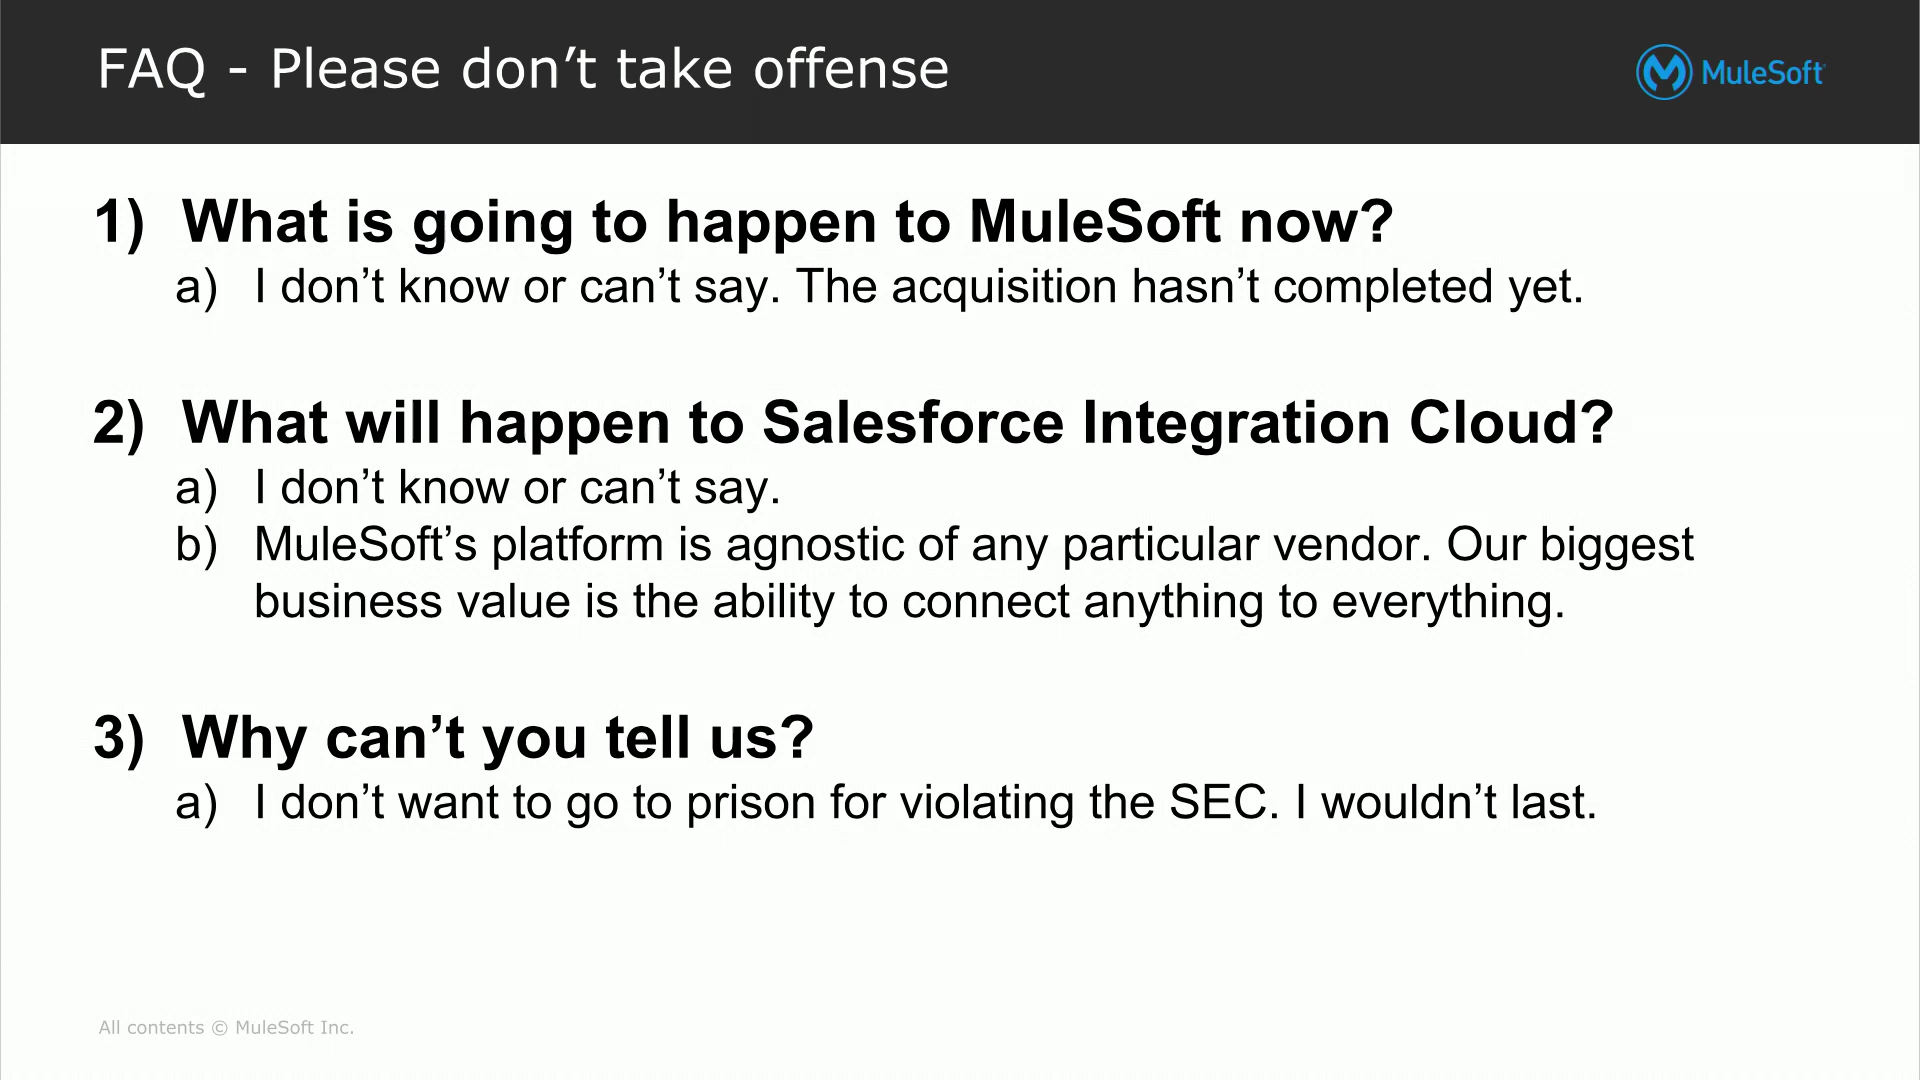 FAQ - Please don’t take offense
MuleSoft
1) What is going to happen to MuleSoft now?
a) I don’t know or can’t say. The acquisition hasn’t completed yet.
2) What will happen to Salesforce Integration Cloud?
a) I don’t know or can’t say.
b) MuleSoft’s platform is agnostic of any particular vendor. Our biggest
business value is the ability to connect anything to everything.
3) Why can’t you tell us?
a) I don’t want to go to prison for violating the SEC. I wouldn’t last.
All contents © MuleSoft Inc.